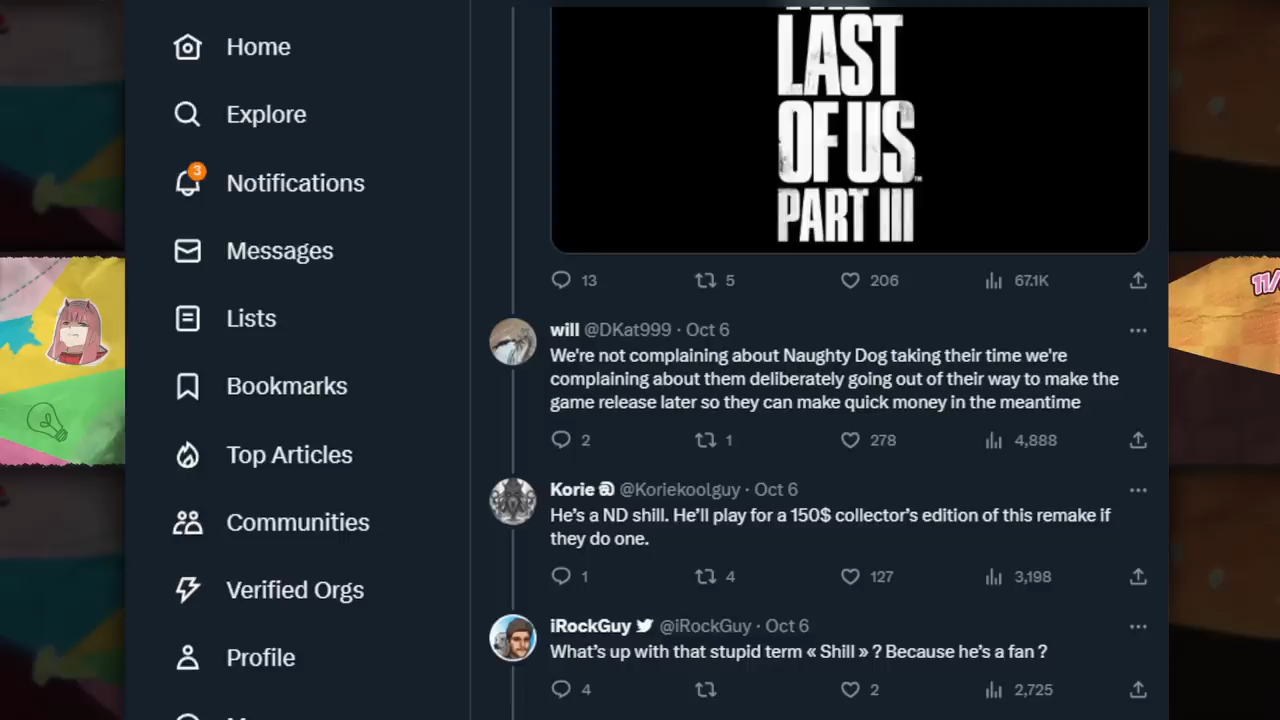 Home
Explore
3
Notifications
Messages
Lists
Bookmarks
Top Articles
Communities
Verified Orgs
Profile
LAST
OF US
™
PART III
13 5 206 67.1K
will @DKat999 · Oct 6
We're not complaining about Naughty Dog taking their time we're
complaining about them deliberately going out of their way to make the
game release later so they can make quick money in the meantime
2 1 278 4,888
Korie @Koriekoolguy · Oct 6
He's a ND shill. He'll play for a 150$ collector's edition of this remake if
they do one.
1 4 127 3,198
iRockGuy @iRockGuy · Oct 6
What's up with that stupid term « Shill » ? Because he's a fan ?
4 2 2,725
11/